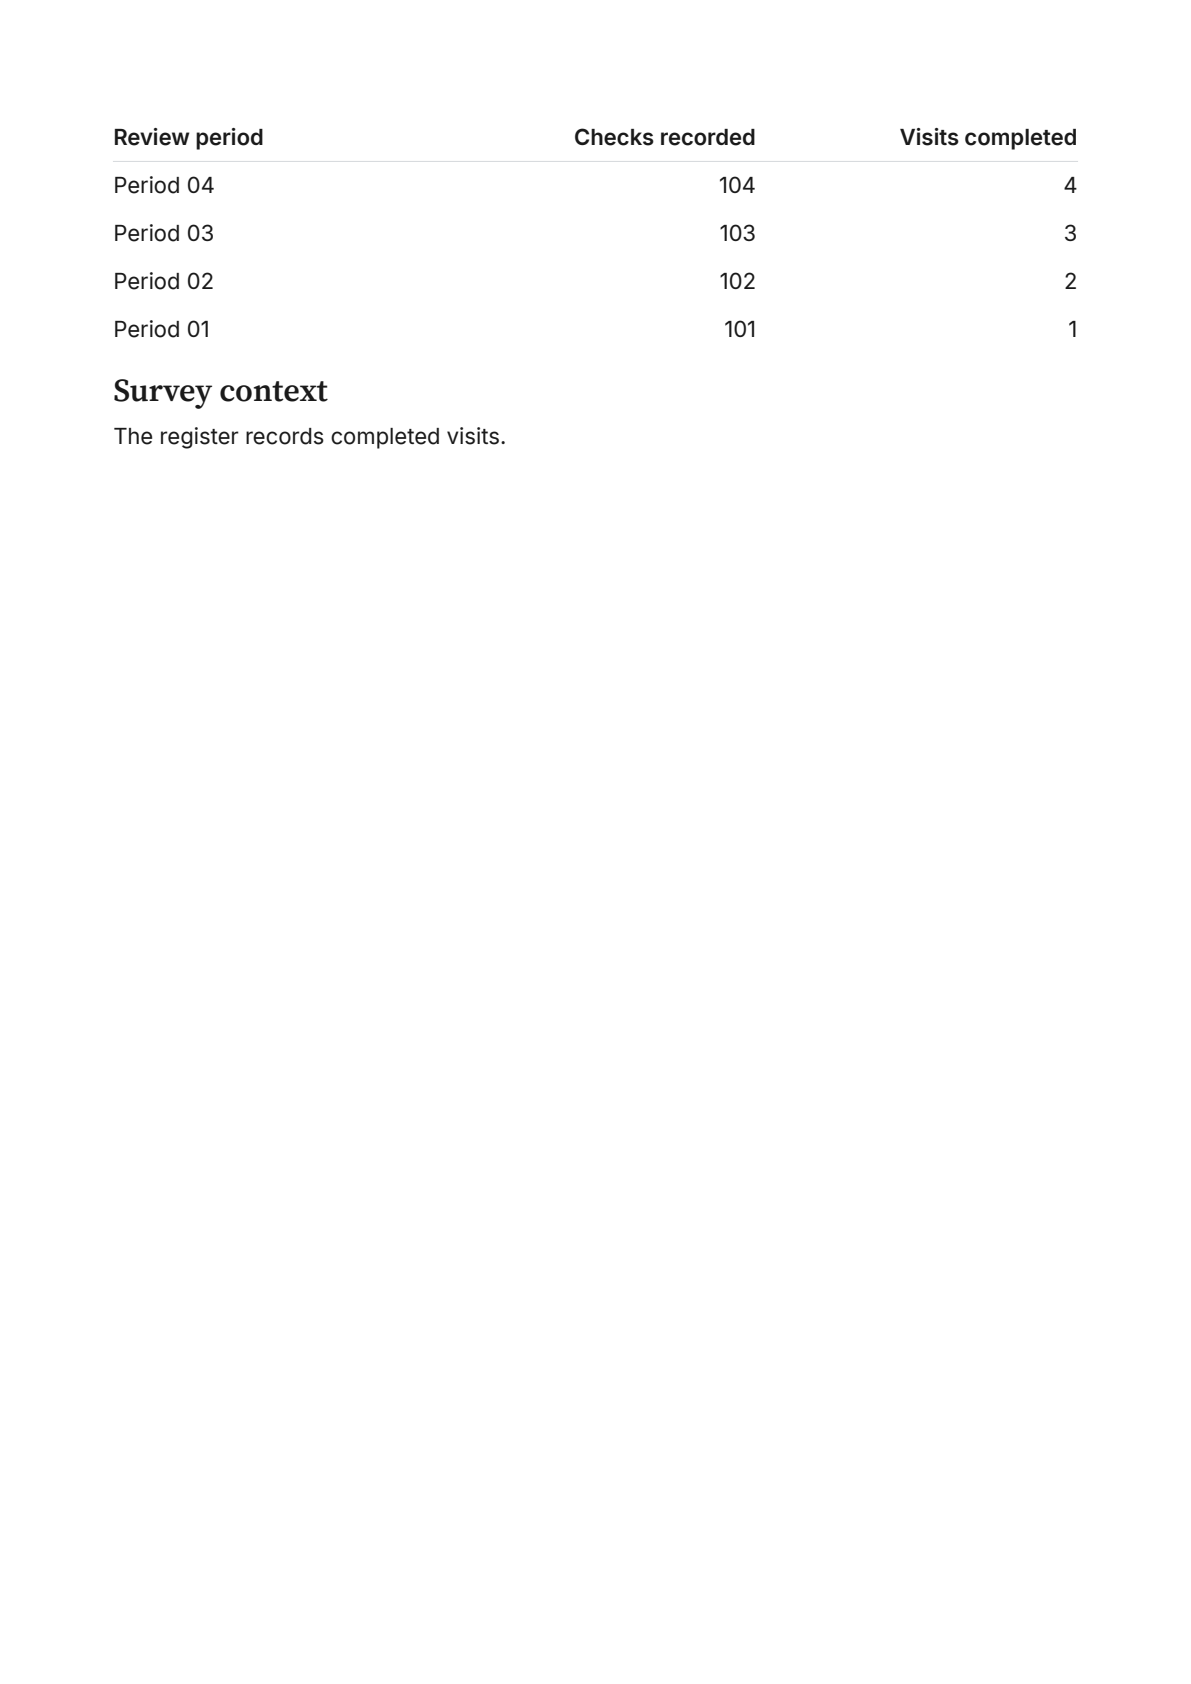 Review period Checks recorded Visits completed
Period 04 104 4
Period 03 103 3
Period 02 102 2
Period 01 101 1
Survey context
The register records completed visits.